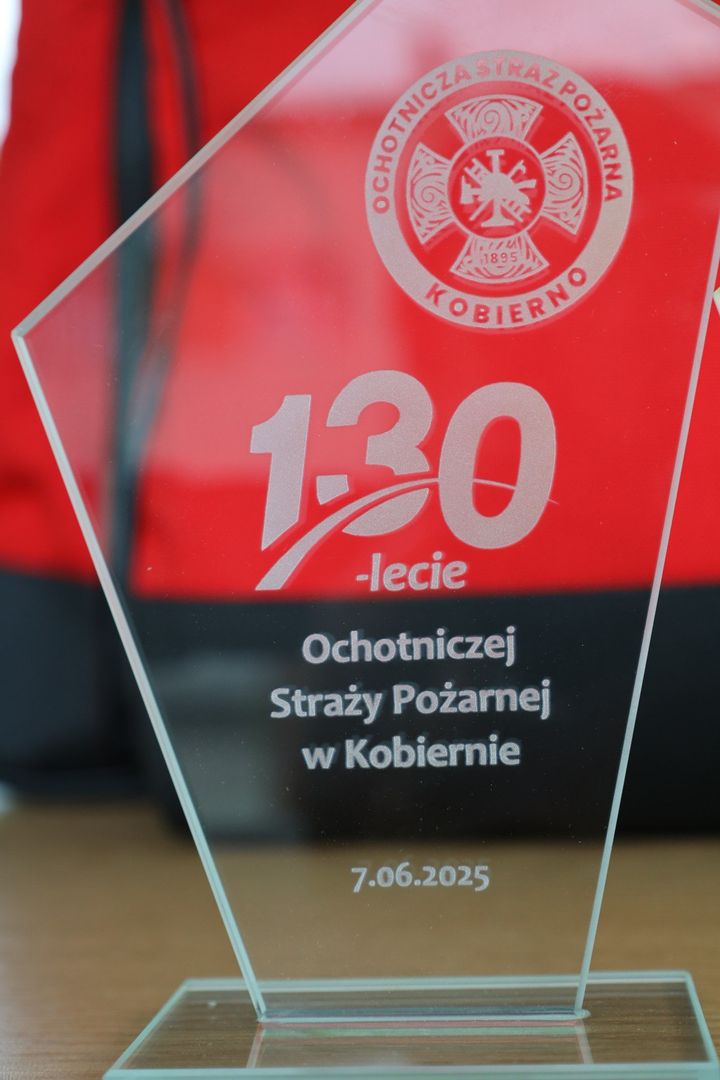 OCHOTNICZA STRAŻ POŻARNA
1895
KOBIERNO
130
-lecie
Ochotniczej
Straży Pożarnej
w Kobiernie
7.06.2025